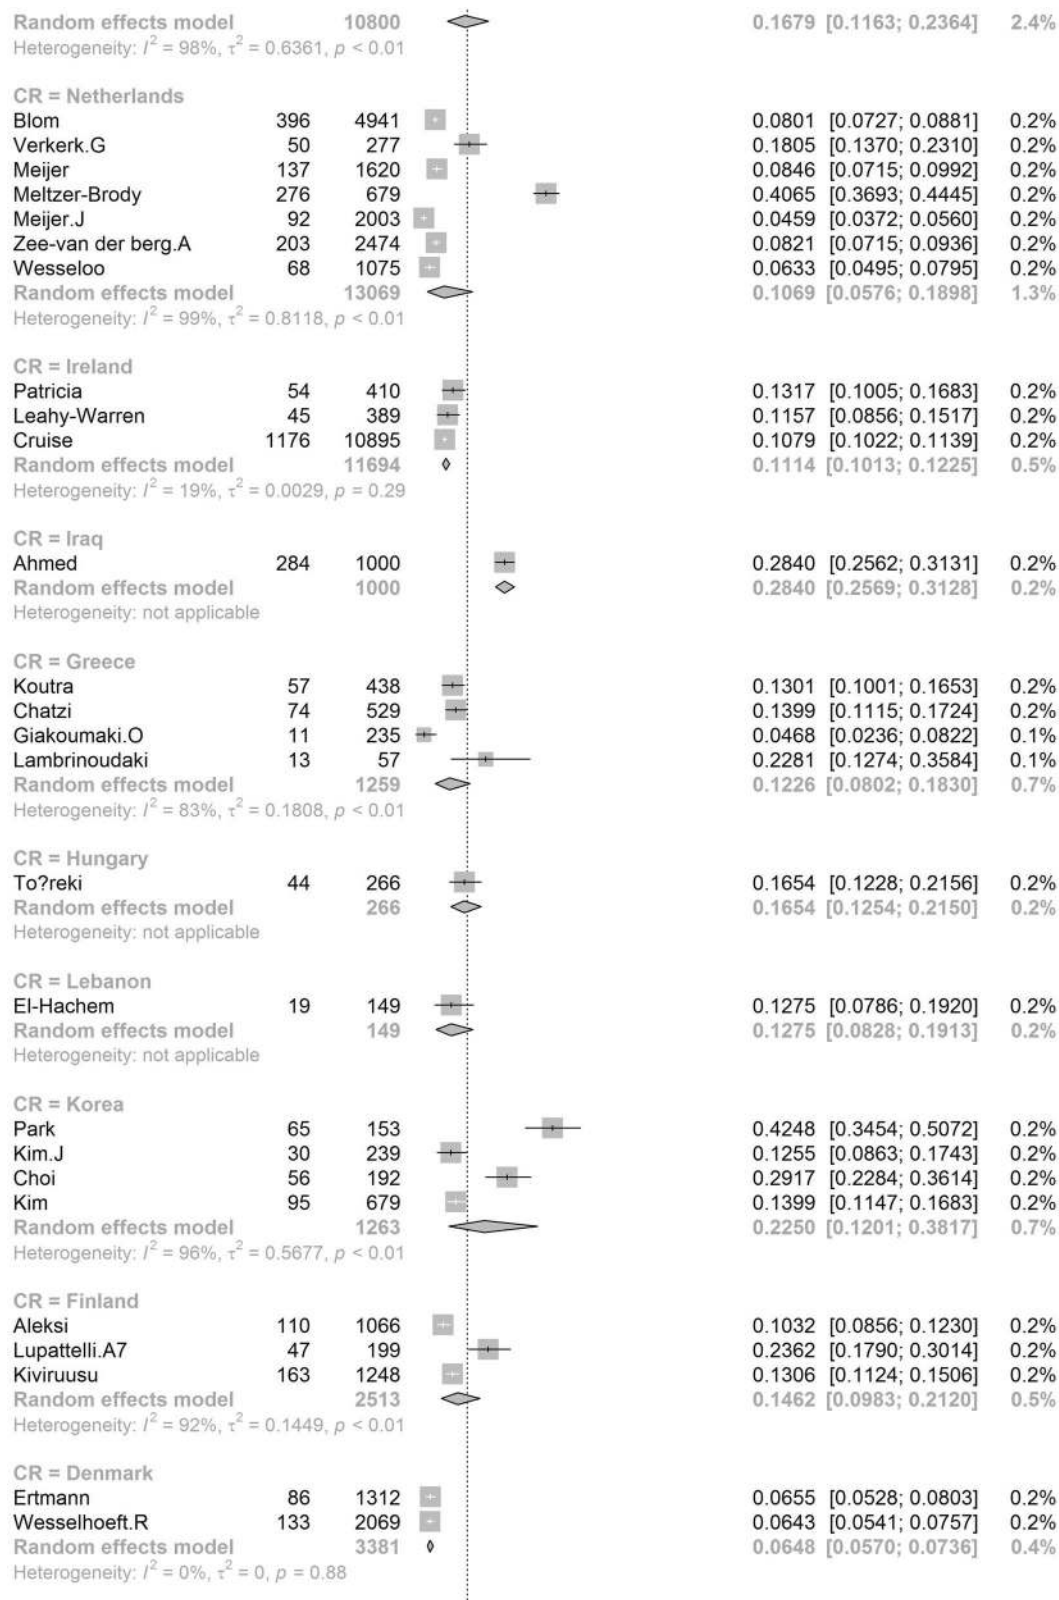 Random effects model 10800 0.1679 [0.1163; 0.2364] 2.4%
Heterogeneity: I² = 98%, τ² = 0.6361, p < 0.01
CR = Netherlands
Blom 396 4941 0.0801 [0.0727; 0.0881] 0.2%
Verkerk.G 50 277 0.1805 [0.1370; 0.2310] 0.2%
Meijer 137 1620 0.0846 [0.0715; 0.0992] 0.2%
Meltzer-Brody 276 679 0.4065 [0.3693; 0.4445] 0.2%
Meijer.J 92 2003 0.0459 [0.0372; 0.0560] 0.2%
Zee-van der berg.A 203 2474 0.0821 [0.0715; 0.0936] 0.2%
Wesseloo 68 1075 0.0633 [0.0495; 0.0795] 0.2%
Random effects model 13069 0.1069 [0.0576; 0.1898] 1.3%
Heterogeneity: I² = 99%, τ² = 0.8118, p < 0.01
CR = Ireland
Patricia 54 410 0.1317 [0.1005; 0.1683] 0.2%
Leahy-Warren 45 389 0.1157 [0.0856; 0.1517] 0.2%
Cruise 1176 10895 0.1079 [0.1022; 0.1139] 0.2%
Random effects model 11694 0.1114 [0.1013; 0.1225] 0.5%
Heterogeneity: I² = 19%, τ² = 0.0029, p = 0.29
CR = Iraq
Ahmed 284 1000 0.2840 [0.2562; 0.3131] 0.2%
Random effects model 1000 0.2840 [0.2569; 0.3128] 0.2%
Heterogeneity: not applicable
CR = Greece
Koutra 57 438 0.1301 [0.1001; 0.1653] 0.2%
Chatzi 74 529 0.1399 [0.1115; 0.1724] 0.2%
Giakoumaki.O 11 235 0.0468 [0.0236; 0.0822] 0.1%
Lambrinoudaki 13 57 0.2281 [0.1274; 0.3584] 0.1%
Random effects model 1259 0.1226 [0.0802; 0.1830] 0.7%
Heterogeneity: I² = 83%, τ² = 0.1808, p < 0.01
CR = Hungary
To?reki 44 266 0.1654 [0.1228; 0.2156] 0.2%
Random effects model 266 0.1654 [0.1254; 0.2150] 0.2%
Heterogeneity: not applicable
CR = Lebanon
El-Hachem 19 149 0.1275 [0.0786; 0.1920] 0.2%
Random effects model 149 0.1275 [0.0828; 0.1913] 0.2%
Heterogeneity: not applicable
CR = Korea
Park 65 153 0.4248 [0.3454; 0.5072] 0.2%
Kim.J 30 239 0.1255 [0.0863; 0.1743] 0.2%
Choi 56 192 0.2917 [0.2284; 0.3614] 0.2%
Kim 95 679 0.1399 [0.1147; 0.1683] 0.2%
Random effects model 1263 0.2250 [0.1201; 0.3817] 0.7%
Heterogeneity: I² = 96%, τ² = 0.5677, p < 0.01
CR = Finland
Aleksi 110 1066 0.1032 [0.0856; 0.1230] 0.2%
Lupattelli.A7 47 199 0.2362 [0.1790; 0.3014] 0.2%
Kiviruusu 163 1248 0.1306 [0.1124; 0.1506] 0.2%
Random effects model 2513 0.1462 [0.0983; 0.2120] 0.5%
Heterogeneity: I² = 92%, τ² = 0.1449, p < 0.01
CR = Denmark
Ertmann 86 1312 0.0655 [0.0528; 0.0803] 0.2%
Wesselhoeft.R 133 2069 0.0643 [0.0541; 0.0757] 0.2%
Random effects model 3381 0.0648 [0.0570; 0.0736] 0.4%
Heterogeneity: I² = 0%, τ² = 0, p = 0.88